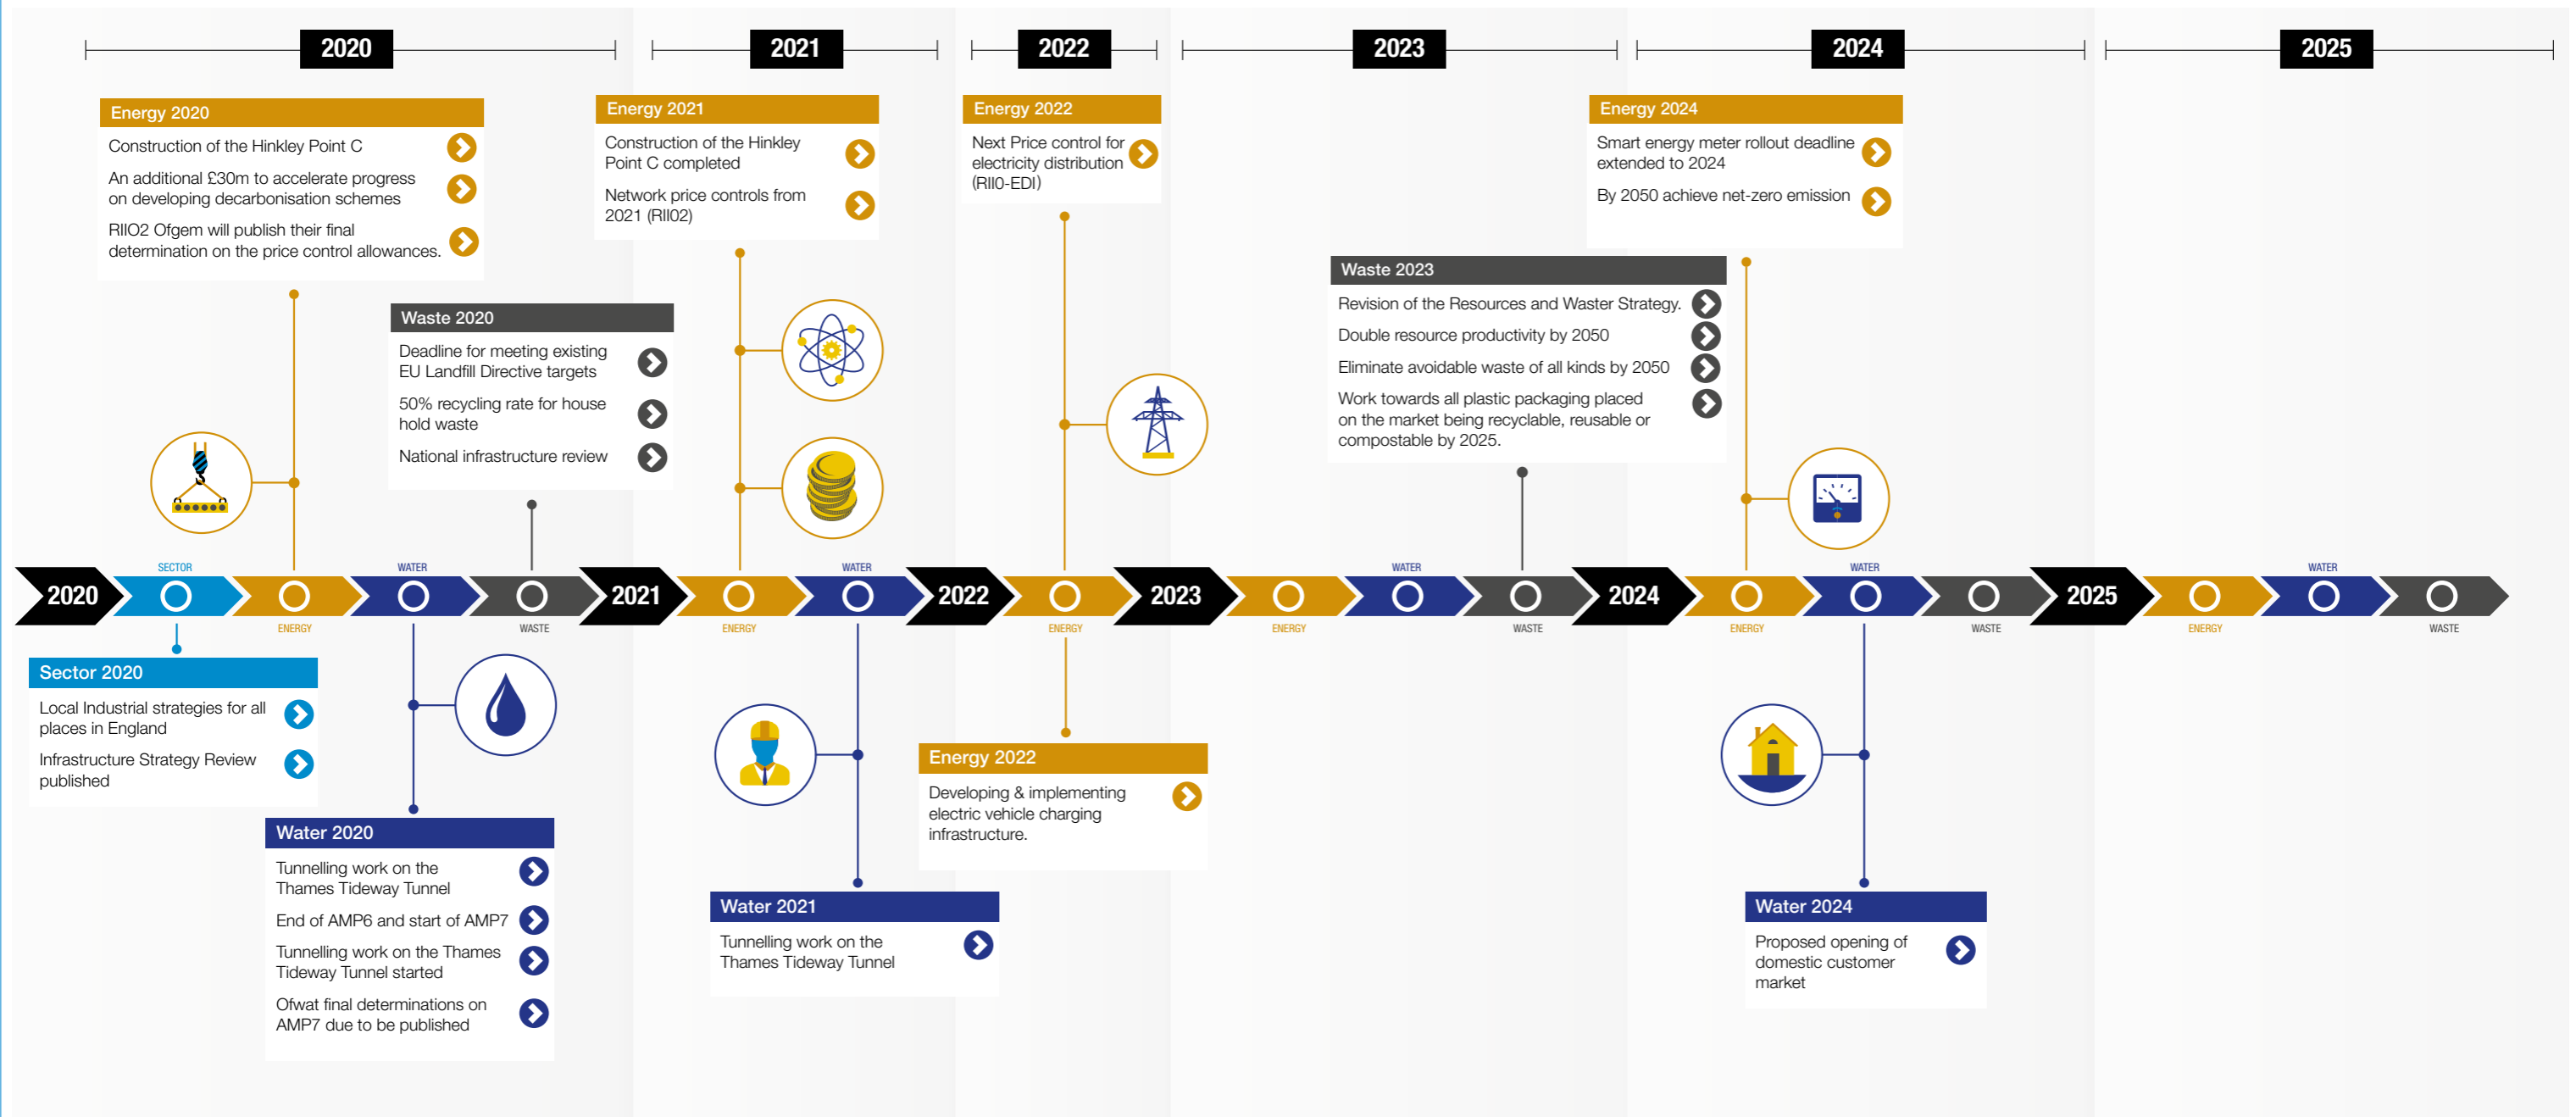 2020
2021
2022
2023
2024
2025
Energy 2020
Construction of the Hinkley Point C
An additional £30m to accelerate progress
on developing decarbonisation schemes
RIIO2 Ofgem will publish their final
determination on the price control allowances.
Energy 2021
Construction of the Hinkley
Point C completed
Network price controls from
2021 (RII02)
Energy 2022
Next Price control for
electricity distribution
(RII0-EDI)
Energy 2024
Smart energy meter rollout deadline
extended to 2024
By 2050 achieve net-zero emission
Waste 2020
Deadline for meeting existing
EU Landfill Directive targets
50% recycling rate for house
hold waste
National infrastructure review
Waste 2023
Revision of the Resources and Waster Strategy.
Double resource productivity by 2050
Eliminate avoidable waste of all kinds by 2050
Work towards all plastic packaging placed
on the market being recyclable, reusable or
compostable by 2025.
2020
SECTOR
ENERGY
WATER
WASTE
2021
ENERGY
WATER
2022
ENERGY
2023
ENERGY
WATER
WASTE
2024
ENERGY
WATER
WASTE
2025
ENERGY
WATER
WASTE
Sector 2020
Local Industrial strategies for all
places in England
Infrastructure Strategy Review
published
Water 2020
Tunnelling work on the
Thames Tideway Tunnel
End of AMP6 and start of AMP7
Tunnelling work on the Thames
Tideway Tunnel started
Ofwat final determinations on
AMP7 due to be published
Water 2021
Tunnelling work on the
Thames Tideway Tunnel
Energy 2022
Developing & implementing
electric vehicle charging
infrastructure.
Water 2024
Proposed opening of
domestic customer
market